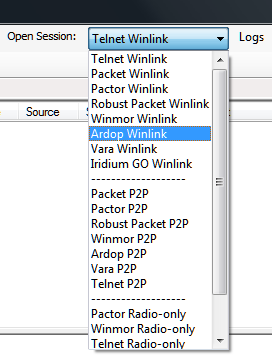 Open Session: Telnet Winlink Logs
Telnet Winlink
Packet Winlink
Pactor Winlink
Robust Packet Winlink
Winmor Winlink
Source Ardop Winlink
Vara Winlink
Iridium GO Winlink
--------------------
Packet P2P
Pactor P2P
Robust Packet P2P
Winmor P2P
Ardop P2P
Vara P2P
Telnet P2P
--------------------
Pactor Radio-only
Winmor Radio-only
Telnet Radio-only